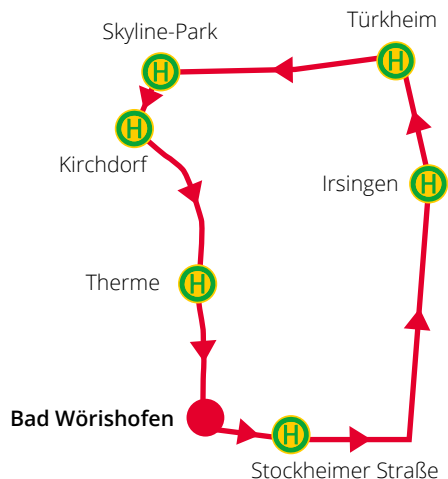 Türkheim
Skyline-Park
H
H
H
Kirchdorf
Irsingen
H
Therme
H
Bad Wörishofen
H
Stockheimer Straße